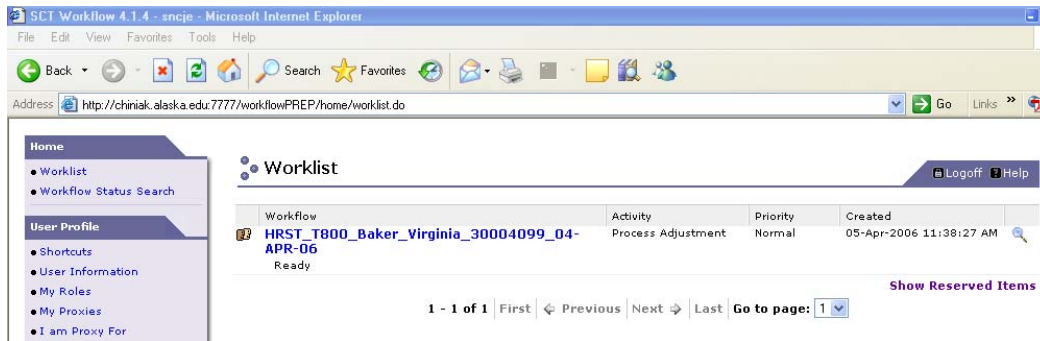 SCT Workflow 4.1.4 - sncje - Microsoft Internet Explorer
File Edit View Favorites Tools Help
Back Search Favorites
Address http://chiniak.alaska.edu:7777/workflowPREP/home/worklist.do Go Links »
Home
Worklist
Workflow Status Search
User Profile
Shortcuts
User Information
My Roles
My Proxies
I am Proxy For
Worklist
Logoff ? Help
Workflow Activity Priority Created
HRST_T800_Baker_Virginia_30004099_04- Process Adjustment Normal 05-Apr-2006 11:38:27 AM
APR-06
Ready
Show Reserved Items
1 - 1 of 1 First Previous Next Last Go to page: 1